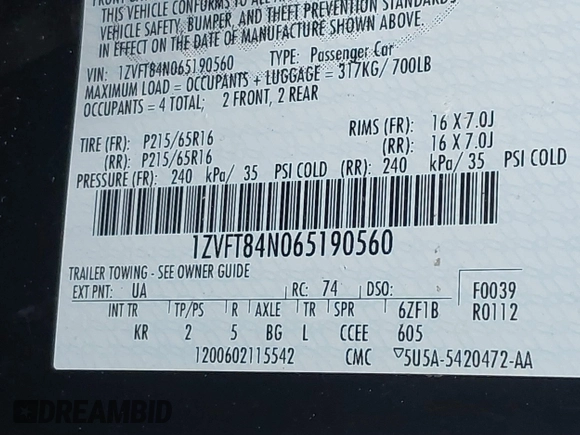 THIS VEHICLE CONFORMS TO ALL
VEHICLE SAFETY, BUMPER, AND THEFT PREVENTION STANDARDS
IN EFFECT ON THE DATE OF MANUFACTURE SHOWN ABOVE.
VIN: 1ZVFT84N065190560 TYPE: Passenger Car
MAXIMUM LOAD = OCCUPANTS + LUGGAGE = 317KG/ 700LB
OCCUPANTS = 4 TOTAL; 2 FRONT, 2 REAR
TIRE (FR): P215/65R16 RIMS (FR): 16 X 7.0J
(RR): P215/65R16 (RR): 16 X 7.0J
PRESSURE (FR): 240 kPa/ 35 PSI COLD (RR): 240 kPa/ 35 PSI COLD
1ZVFT84N065190560
TRAILER TOWING - SEE OWNER GUIDE
EXT PNT: UA RC: 74 DSO: F0039
INT TR TP/PS R AXLE TR SPR 6ZF1B R0112
KR 2 5 BG L CCEE 605
1200602115542 CMC ▽5U5A-5420472-AA
DREAMBID